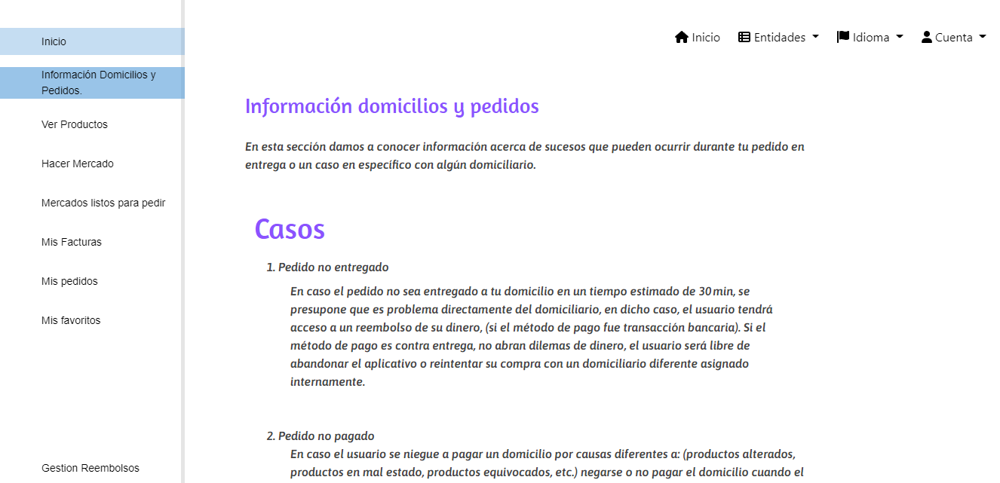 Inicio
Información Domicilios y
Pedidos.
Ver Productos
Hacer Mercado
Mercados listos para pedir
Mis Facturas
Mis pedidos
Mis favoritos
Gestion Reembolsos
Inicio Entidades Idioma Cuenta
Información domicilios y pedidos
En esta sección damos a conocer información acerca de sucesos que pueden ocurrir durante tu pedido en
entrega o un caso en específico con algún domiciliario.
Casos
1. Pedido no entregado
En caso el pedido no sea entregado a tu domicilio en un tiempo estimado de 30 min, se
presupone que es problema directamente del domiciliario, en dicho caso, el usuario tendrá
acceso a un reembolso de su dinero, (si el método de pago fue transacción bancaria). Si el
método de pago es contra entrega, no abran dilemas de dinero, el usuario será libre de
abandonar el aplicativo o reintentar su compra con un domiciliario diferente asignado
internamente.
2. Pedido no pagado
En caso el usuario se niegue a pagar un domicilio por causas diferentes a: (productos alterados,
productos en mal estado, productos equivocados, etc.) negarse o no pagar el domicilio cuando el